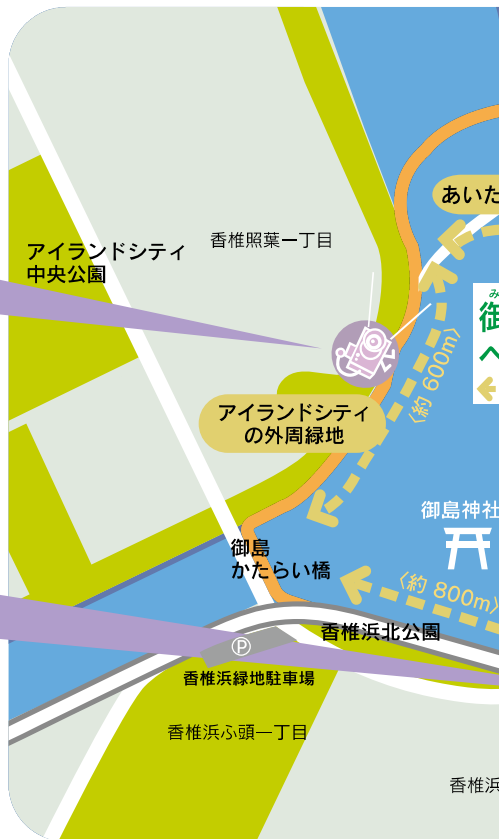 あいた
香椎照葉一丁目
アイランドシティ
中央公園
み
御
へ
〈約 600m〉
アイランドシティ
の外周緑地
御島神社
御島
かたらい橋
〈約 800m〉
香椎浜北公園
P
香椎浜緑地駐車場
香椎浜ふ頭一丁目
香椎浜